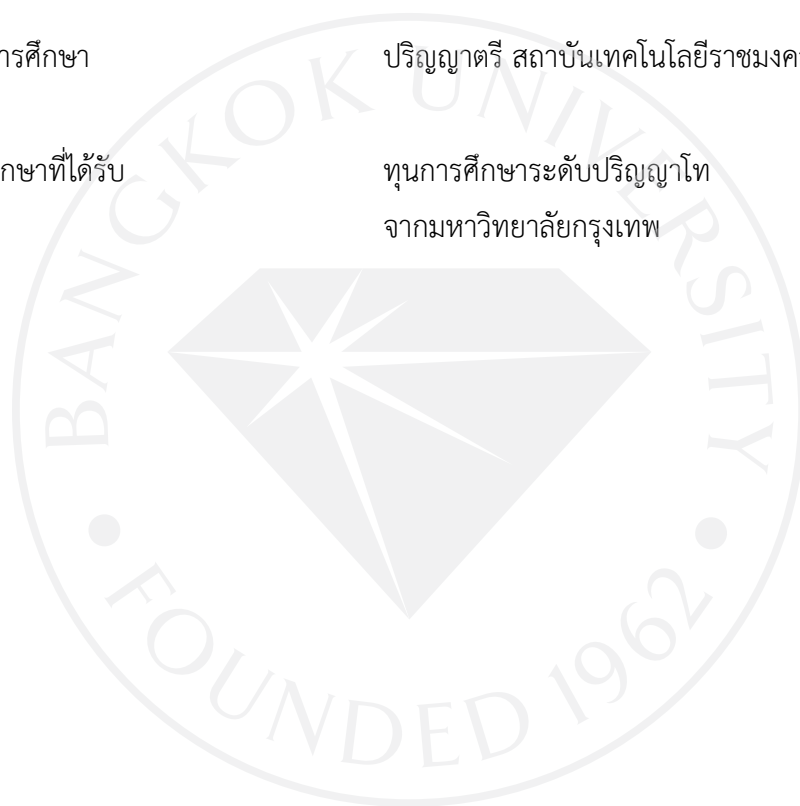 ารศึกษา ปริญญาตรี สถาบันเทคโนโลยีราชมงค
กษาที่ได้รับ ทุนการศึกษาระดับปริญญาโท
จากมหาวิทยาลัยกรุงเทพ
BANGKOK UNIVERSITY
• FOUNDED 1962 •